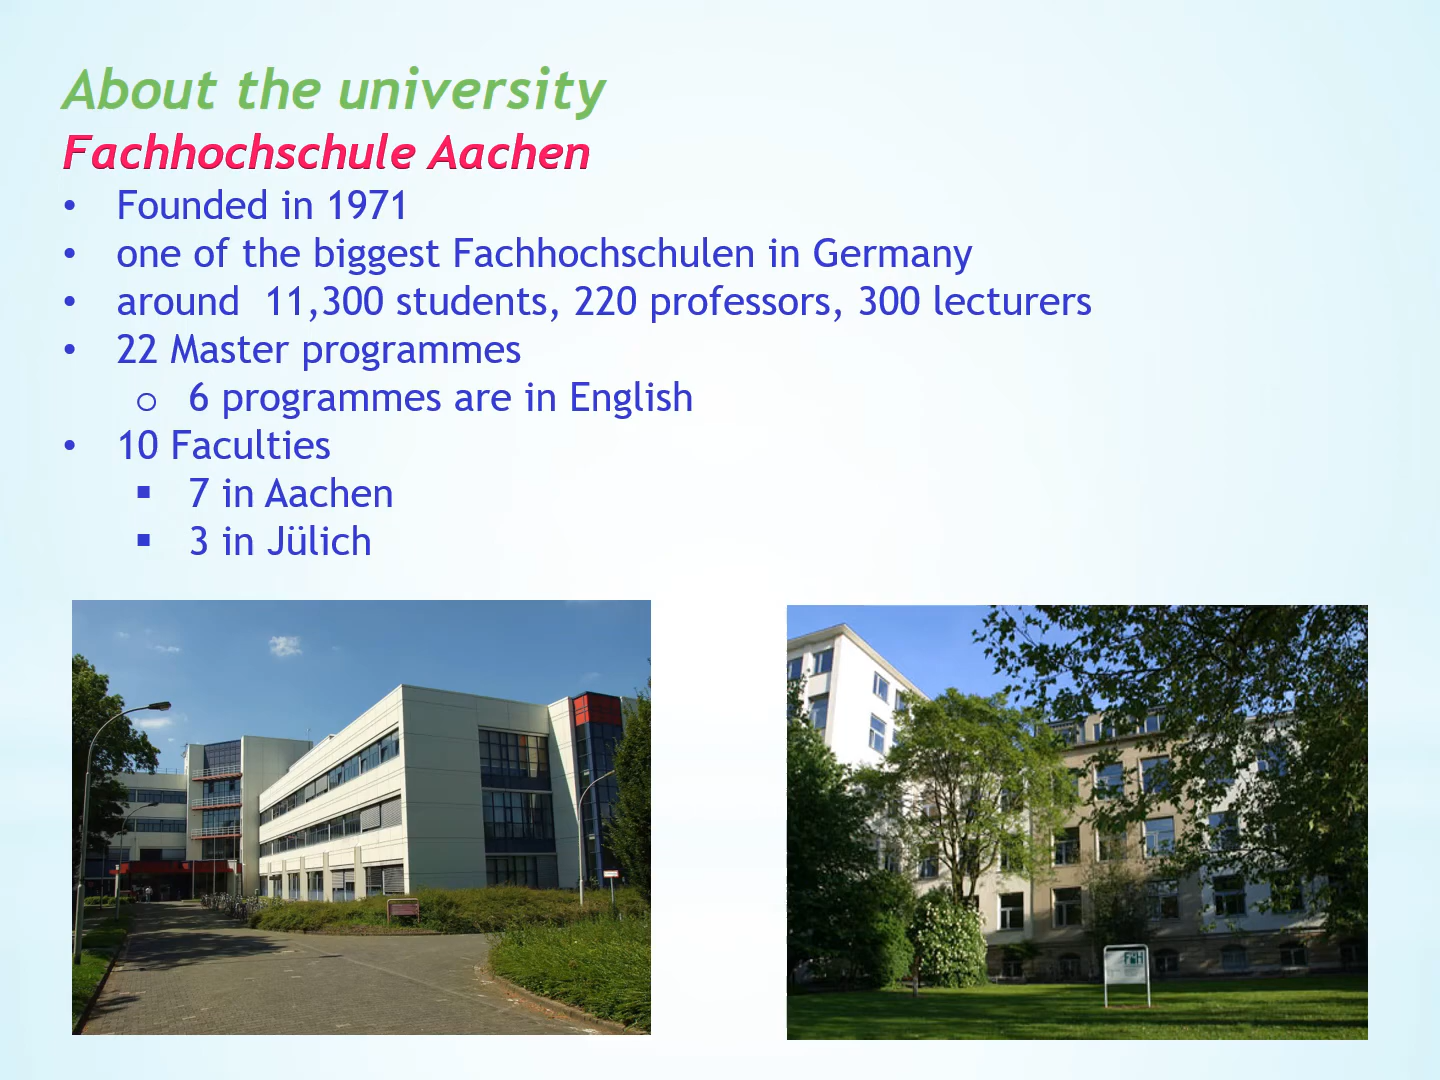 About the university
Fachhochschule Aachen
• Founded in 1971
• one of the biggest Fachhochschulen in Germany
• around 11,300 students, 220 professors, 300 lecturers
• 22 Master programmes
o 6 programmes are in English
• 10 Faculties
▪ 7 in Aachen
▪ 3 in Jülich
FH